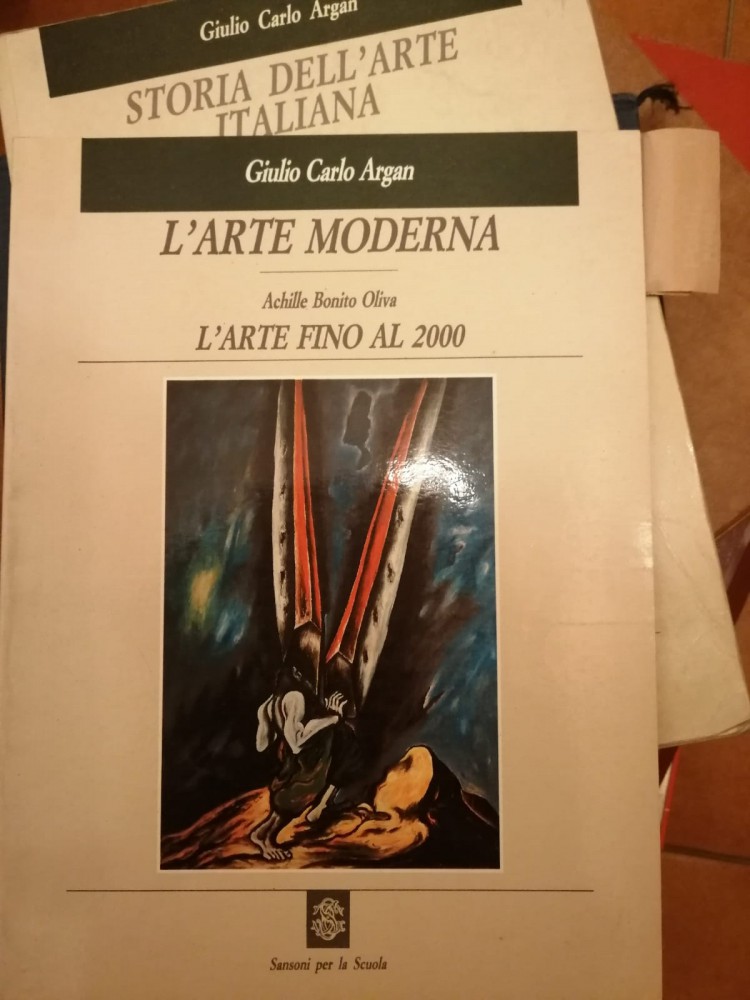 Giulio Carlo Argan
STORIA DELL'ARTE
ITALIANA
Giulio Carlo Argan
L'ARTE MODERNA
Achille Bonito Oliva
L'ARTE FINO AL 2000
Sansoni per la Scuola